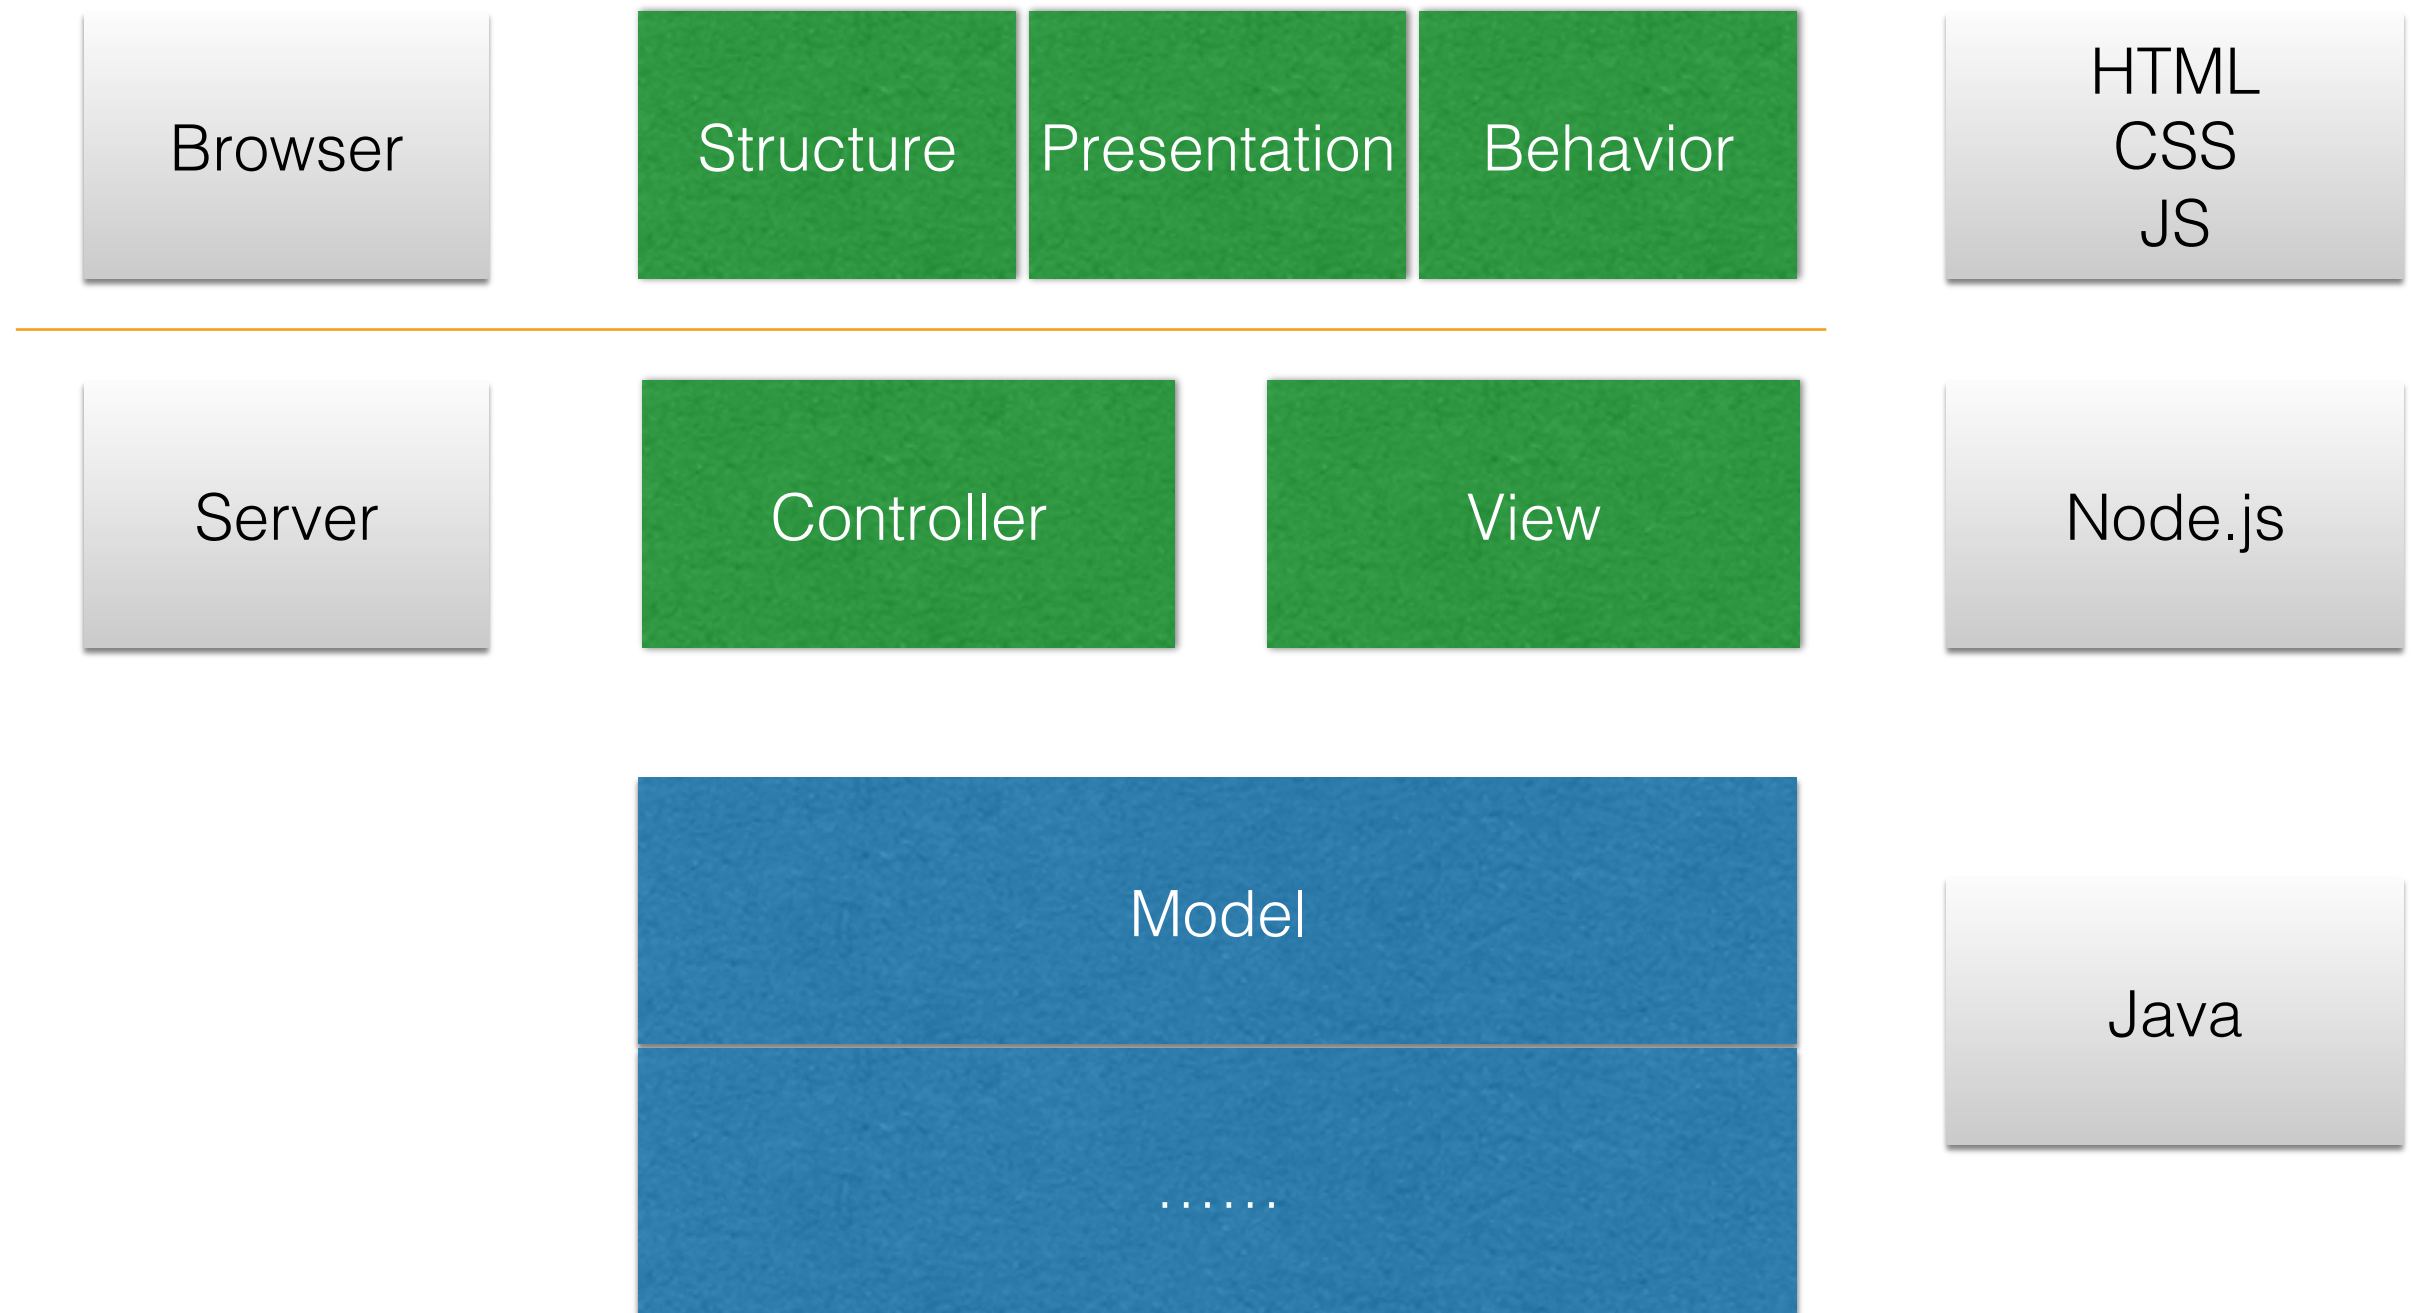 Browser
Structure
Presentation
Behavior
HTML
CSS
JS
Server
Controller
View
Node.js
Model
Java
......